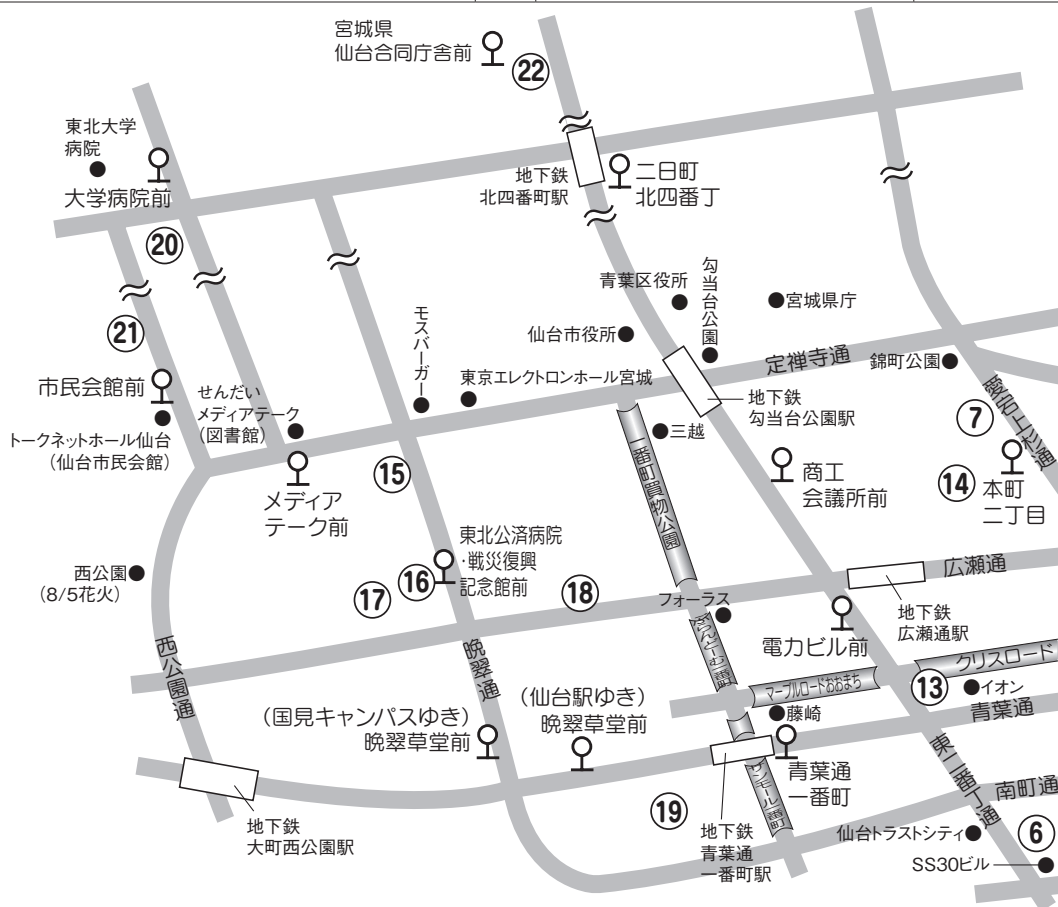 宮城県
仙台合同庁舎前
22
東北大学
病院
大学病院前
20
地下鉄
北四番町駅
二日町
北四番丁
21
市民会館前
トークネットホール仙台
(仙台市民会館)
せんだい
メディアテーク
(図書館)
メディア
テーク前
モスバーガー
東京エレクトロンホール宮城
仙台市役所
青葉区役所
勾当台公園
宮城県庁
定禅寺通
錦町公園
愛宕上杉通
7
14
本町
二丁目
地下鉄
勾当台公園駅
三越
一番町買物公園
商工
会議所前
15
16
東北公済病院
・戦災復興
記念館前
17
18
西公園
(8/5花火)
西公園通
晩翠通
フォーラス
ぶらんどーむ一番町
広瀬通
地下鉄
広瀬通駅
電力ビル前
クリスロード
マーブルロードおおまち
13
イオン
藤崎
青葉通
(国見キャンパスゆき)
晩翠草堂前
(仙台駅ゆき)
晩翠草堂前
青葉通
一番町
サンモール一番町
東二番丁通
南町通
19
地下鉄
大町西公園駅
地下鉄
青葉通
一番町駅
仙台トラストシティ
6
SS30ビル